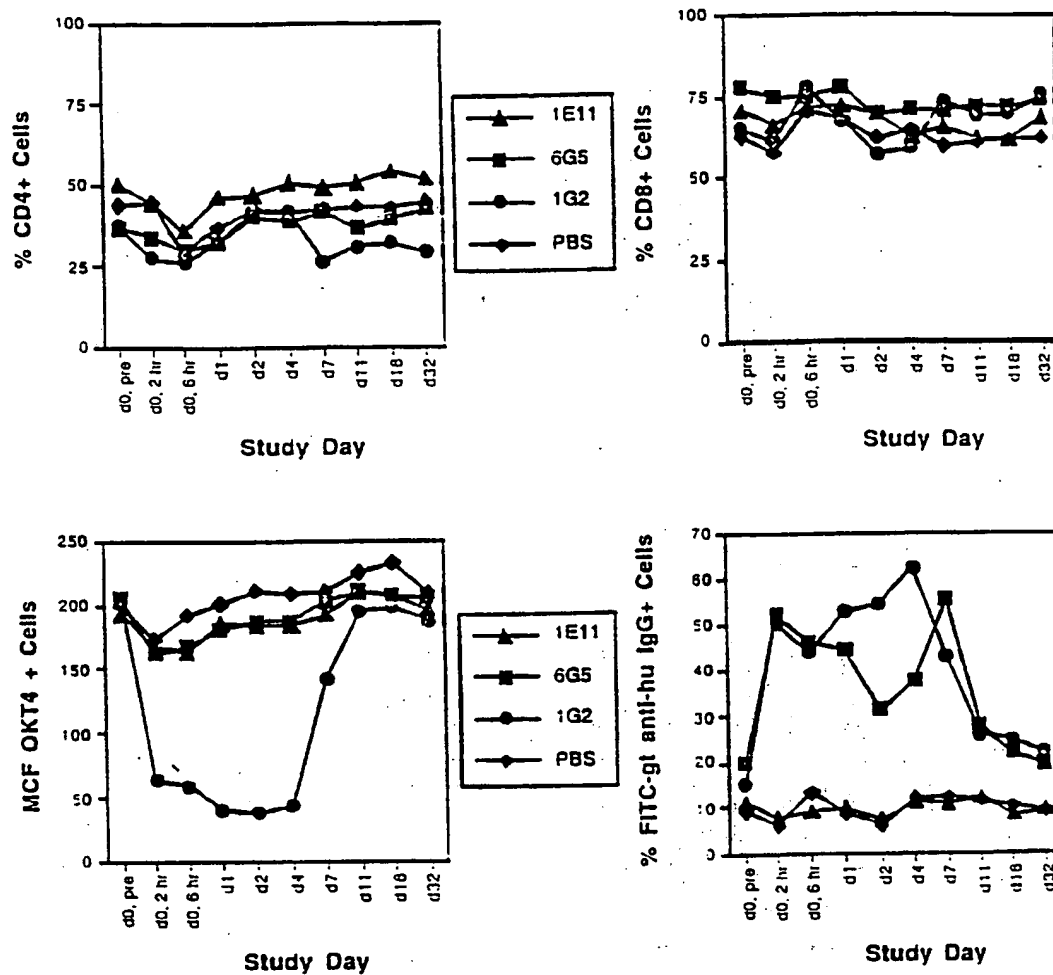 % CD4+ Cells
100
75
50
25
0
d0, pre
d0, 2 hr
d0, 6 hr
d1
d2
d4
d7
d11
d18
d32
Study Day
1E11
6G5
1G2
PBS
% CD8+ Cells
100
75
50
25
0
d0, pre
d0, 2 hr
d0, 6 hr
d1
d2
d4
d7
d11
d18
d32
Study Day
MCF OKT4 + Cells
250
200
150
100
50
0
d0, pre
d0, 2 hr
d0, 6 hr
d1
d2
d4
d7
d11
d18
d32
Study Day
1E11
6G5
1G2
PBS
% FITC-gt anti-hu IgG+ Cells
70
60
50
40
30
20
10
0
d0, pre
d0, 2 hr
d0, 6 hr
d1
d2
d4
d7
d11
d18
d32
Study Day